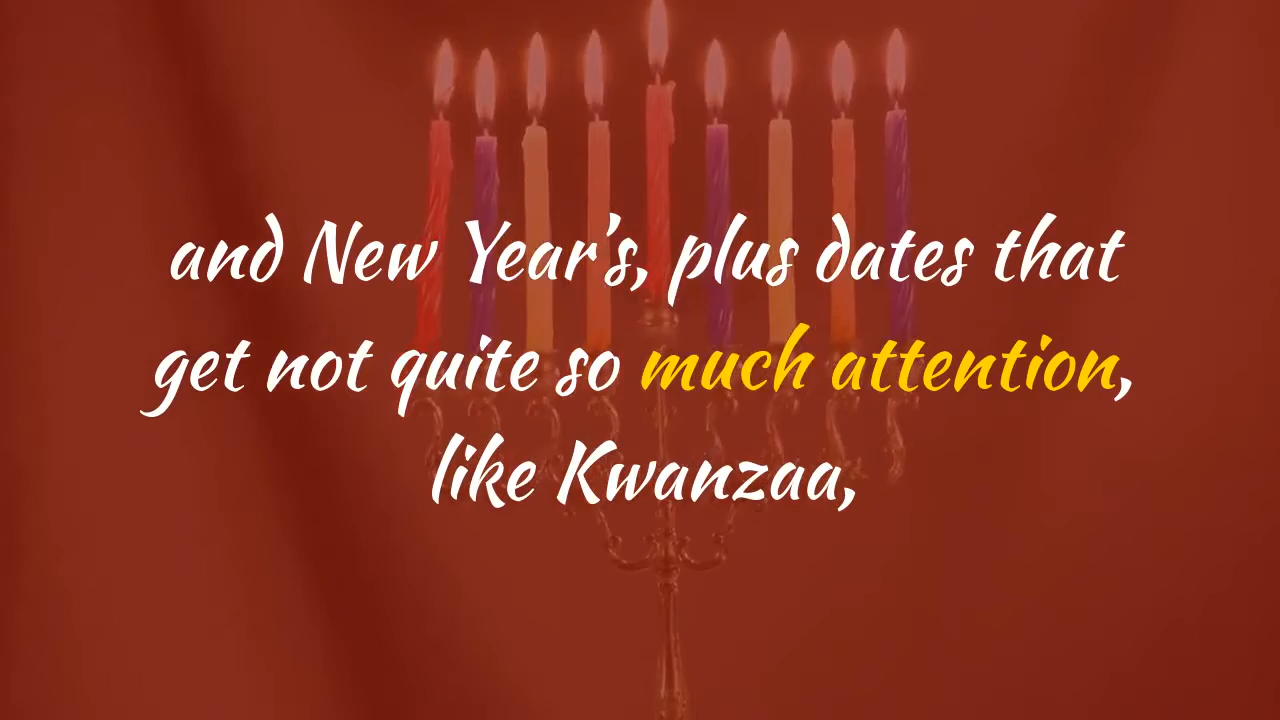 and New Year's, plus dates that
get not quite so much attention,
like Kwanzaa,